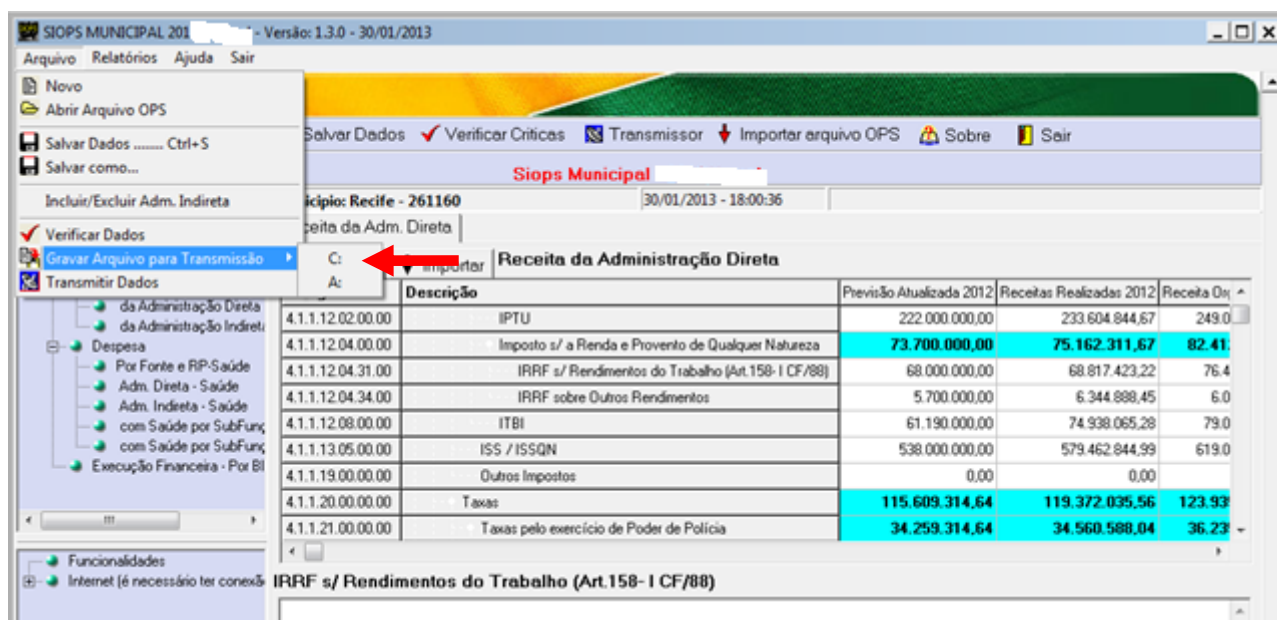 SIOPS MUNICIPAL 201 - Versão: 1.3.0 - 30/01/2013
Arquivo Relatórios Ajuda Sair
Novo
Abrir Arquivo OPS
Salvar Dados ....... Ctrl+S
Salvar como...
Incluir/Excluir Adm. Indireta
Verificar Dados
Gravar Arquivo para Transmissão
C:
A:
Transmitir Dados
Salvar Dados Verificar Criticas Transmissor Importar arquivo OPS Sobre Sair
Siops Municipal
icipio: Recife - 261160 30/01/2013 - 18:00:36
ceita da Adm. Direta
Importar Receita da Administração Direta
da Administração Direta
da Administração Indiret
Despesa
Por Fonte e RP-Saúde
Adm. Direta - Saúde
Adm. Indireta - Saúde
com Saúde por SubFunç
com Saúde por SubFunç
Execução Financeira - Por Bl
Descrição Previsão Atualizada 2012 Receitas Realizadas 2012 Receita Orç
4.1.1.12.02.00.00 IPTU 222.000.000,00 233.604.844,67 249.0
4.1.1.12.04.00.00 Imposto s/ a Renda e Provento de Qualquer Natureza 73.700.000,00 75.162.311,67 82.41
4.1.1.12.04.31.00 IRRF s/ Rendimentos do Trabalho (Art.158- I CF/88) 68.000.000,00 68.817.423,22 76.4
4.1.1.12.04.34.00 IRRF sobre Outros Rendimentos 5.700.000,00 6.344.888,45 6.0
4.1.1.12.08.00.00 ITBI 61.190.000,00 74.938.065,28 79.0
4.1.1.13.05.00.00 ISS / ISSQN 538.000.000,00 579.462.844,99 619.0
4.1.1.19.00.00.00 Outros Impostos 0,00 0,00
4.1.1.20.00.00.00 Taxas 115.609.314,64 119.372.035,56 123.93
4.1.1.21.00.00.00 Taxas pelo exercício de Poder de Polícia 34.259.314,64 34.560.588,04 36.23
Funcionalidades
Internet (é necessário ter conexã
IRRF s/ Rendimentos do Trabalho (Art.158- I CF/88)